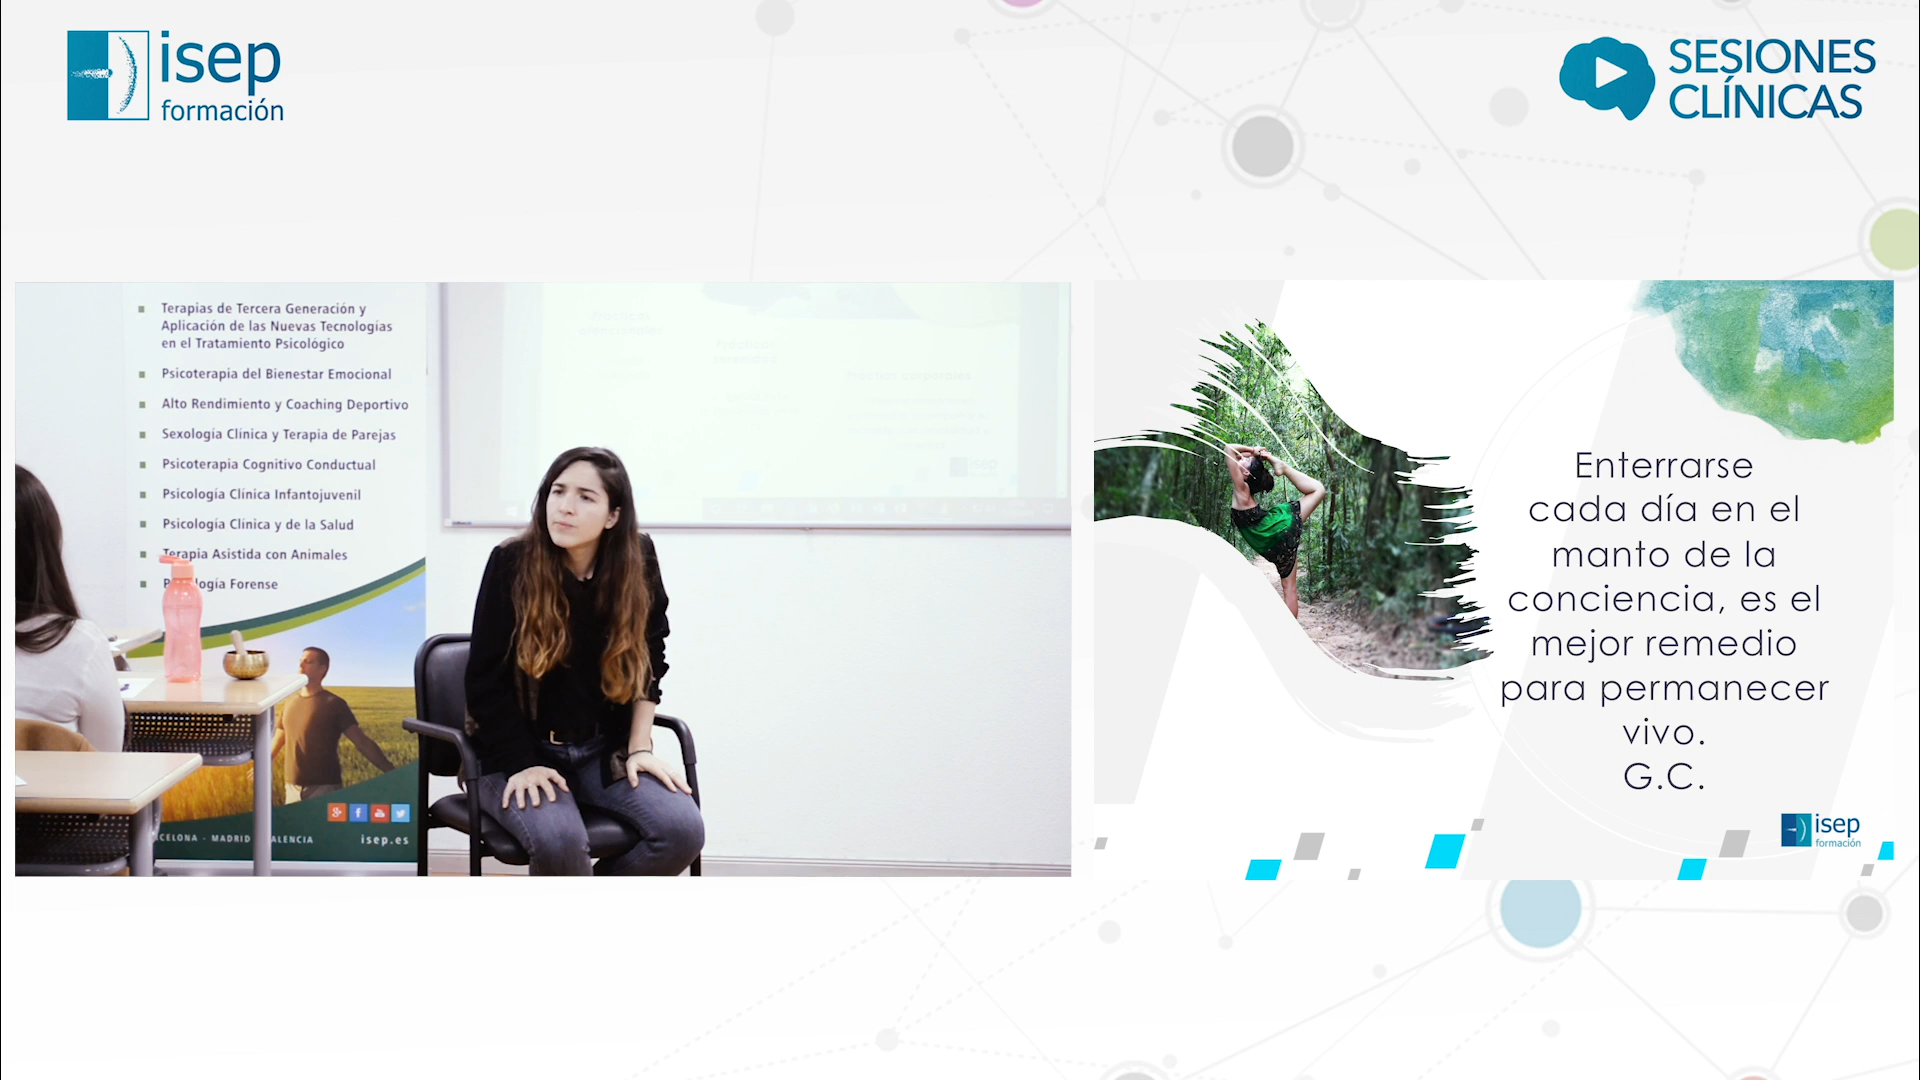 isep
formación
SESIONES
CLÍNICAS
Terapias de Tercera Generación y
Aplicación de las Nuevas Tecnologías
en el Tratamiento Psicológico
Psicoterapia del Bienestar Emocional
Alto Rendimiento y Coaching Deportivo
Sexología Clínica y Terapia de Parejas
Psicoterapia Cognitivo Conductual
Psicología Clínica Infantojuvenil
Psicología Clínica y de la Salud
Terapia Asistida con Animales
Forense
MADRID
isep.es
isep
Enterrarse
cada día en el
manto de la
conciencia, es el
mejor remedio
para permanecer
vivo.
G.C.
isep
formación